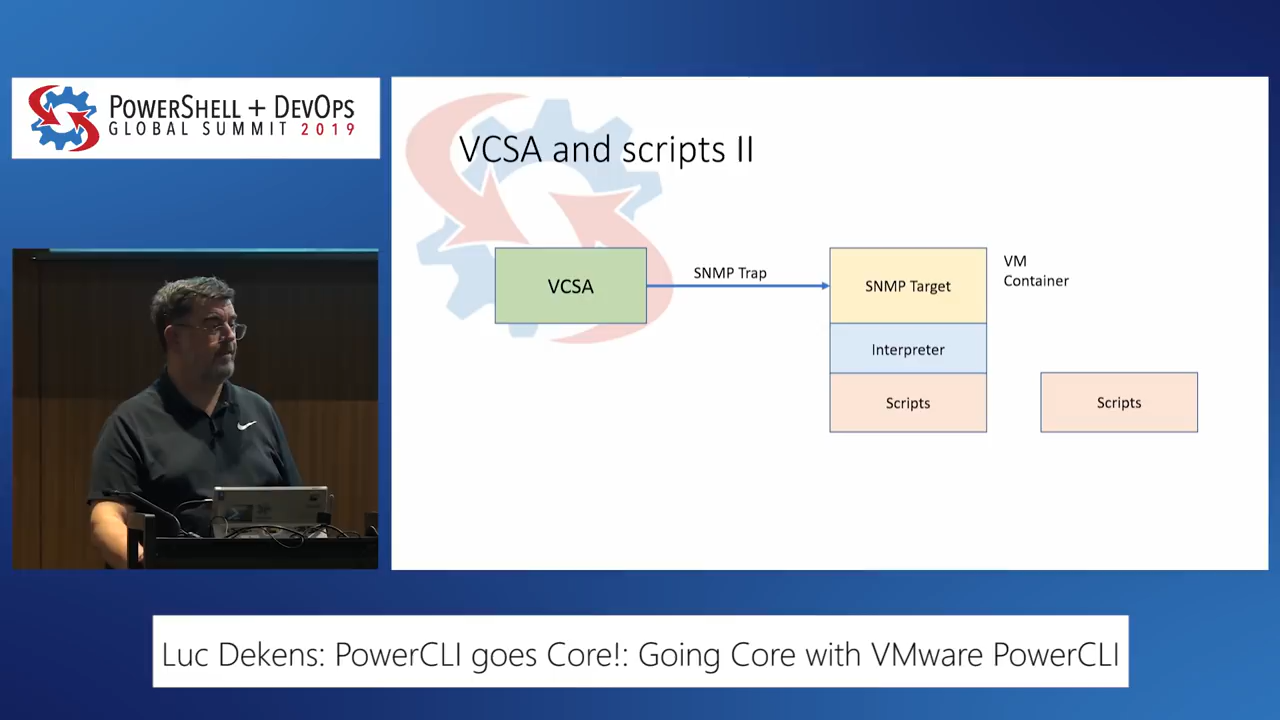 POWERSHELL + DEVOPS
GLOBAL SUMMIT 2019
VCSA and scripts II
VCSA
SNMP Trap
SNMP Target
VM
Container
Interpreter
Scripts
Scripts
Luc Dekens: PowerCLI goes Core!: Going Core with VMware PowerCLI